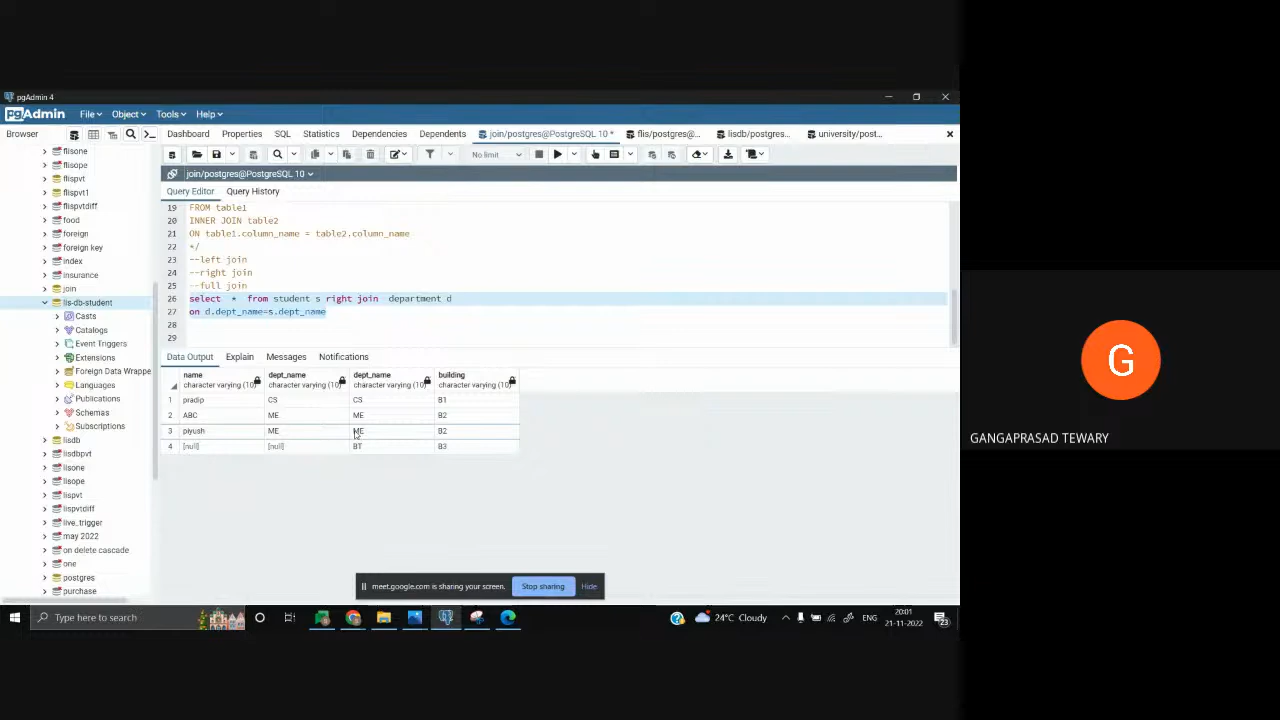 pgAdmin 4
pgAdmin File Object Tools Help
Browser Dashboard Properties SQL Statistics Dependencies Dependents join/postgres@PostgreSQL 10 * flis/postgres@... lisdb/postgres... university/post...
No limit
join/postgres@PostgreSQL 10
Query Editor Query History
flisone
flisope
flispvt
flispvt1
flispvtdiff
food
foreign
foreign key
index
insurance
join
lis-db-student
Casts
Catalogs
Event Triggers
Extensions
Foreign Data Wrappe
Languages
Publications
Schemas
Subscriptions
lisdb
lisdbpvt
lisone
lisope
lispvt
lispvtdiff
live_trigger
may 2022
on delete cascade
one
postgres
purchase
19 FROM table1
20 INNER JOIN table2
21 ON table1.column_name = table2.column_name
22 */
23 --left join
24 --right join
25 --full join
26 select * from student s right join department d
27 on d.dept_name=s.dept_name
28
29
Data Output Explain Messages Notifications
name dept_name dept_name building
character varying (10) character varying (10) character varying (10) character varying (10)
1 pradip CS CS B1
2 ABC ME ME B2
3 piyush ME ME B2
4 [null] [null] BT B3
meet.google.com is sharing your screen. Stop sharing Hide
Type here to search
24°C Cloudy ENG
20:01
21-11-2022
23
G
GANGAPRASAD TEWARY